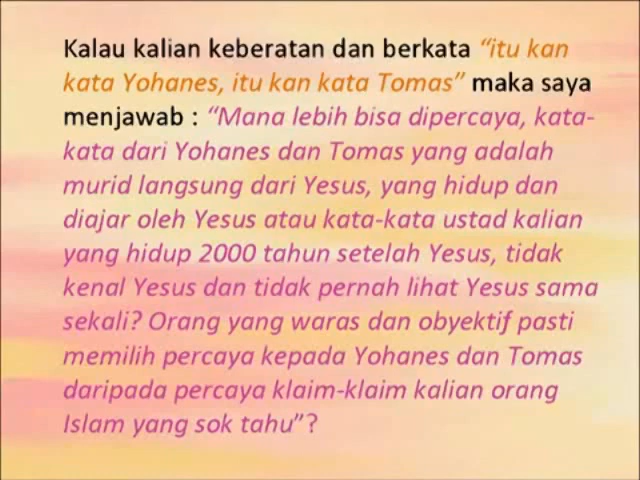 Kalau kalian keberatan dan berkata “itu kan
kata Yohanes, itu kan kata Tomas” maka saya
menjawab : “Mana lebih bisa dipercaya, kata-
kata dari Yohanes dan Tomas yang adalah
murid langsung dari Yesus, yang hidup dan
diajar oleh Yesus atau kata-kata ustad kalian
yang hidup 2000 tahun setelah Yesus, tidak
kenal Yesus dan tidak pernah lihat Yesus sama
sekali? Orang yang waras dan obyektif pasti
memilih percaya kepada Yohanes dan Tomas
daripada percaya klaim-klaim kalian orang
Islam yang sok tahu”?